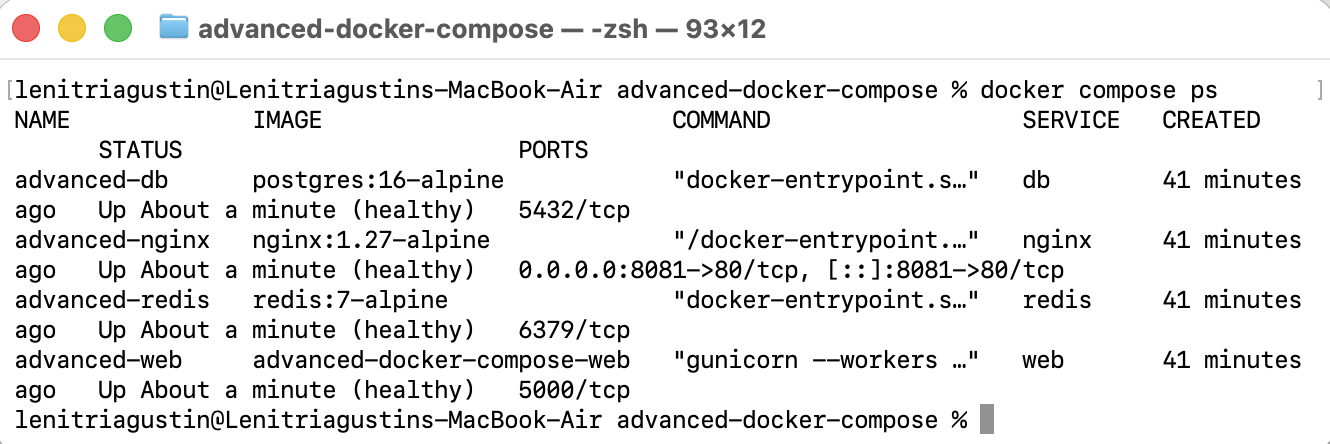 advanced-docker-compose — -zsh — 93×12
[lenitriagustin@Lenitriagustins-MacBook-Air advanced-docker-compose % docker compose ps ]
NAME IMAGE COMMAND SERVICE CREATED
STATUS PORTS
advanced-db postgres:16-alpine "docker-entrypoint.s…" db 41 minutes
ago Up About a minute (healthy) 5432/tcp
advanced-nginx nginx:1.27-alpine "/docker-entrypoint.…" nginx 41 minutes
ago Up About a minute (healthy) 0.0.0.0:8081->80/tcp, [::]:8081->80/tcp
advanced-redis redis:7-alpine "docker-entrypoint.s…" redis 41 minutes
ago Up About a minute (healthy) 6379/tcp
advanced-web advanced-docker-compose-web "gunicorn --workers …" web 41 minutes
ago Up About a minute (healthy) 5000/tcp
lenitriagustin@Lenitriagustins-MacBook-Air advanced-docker-compose %